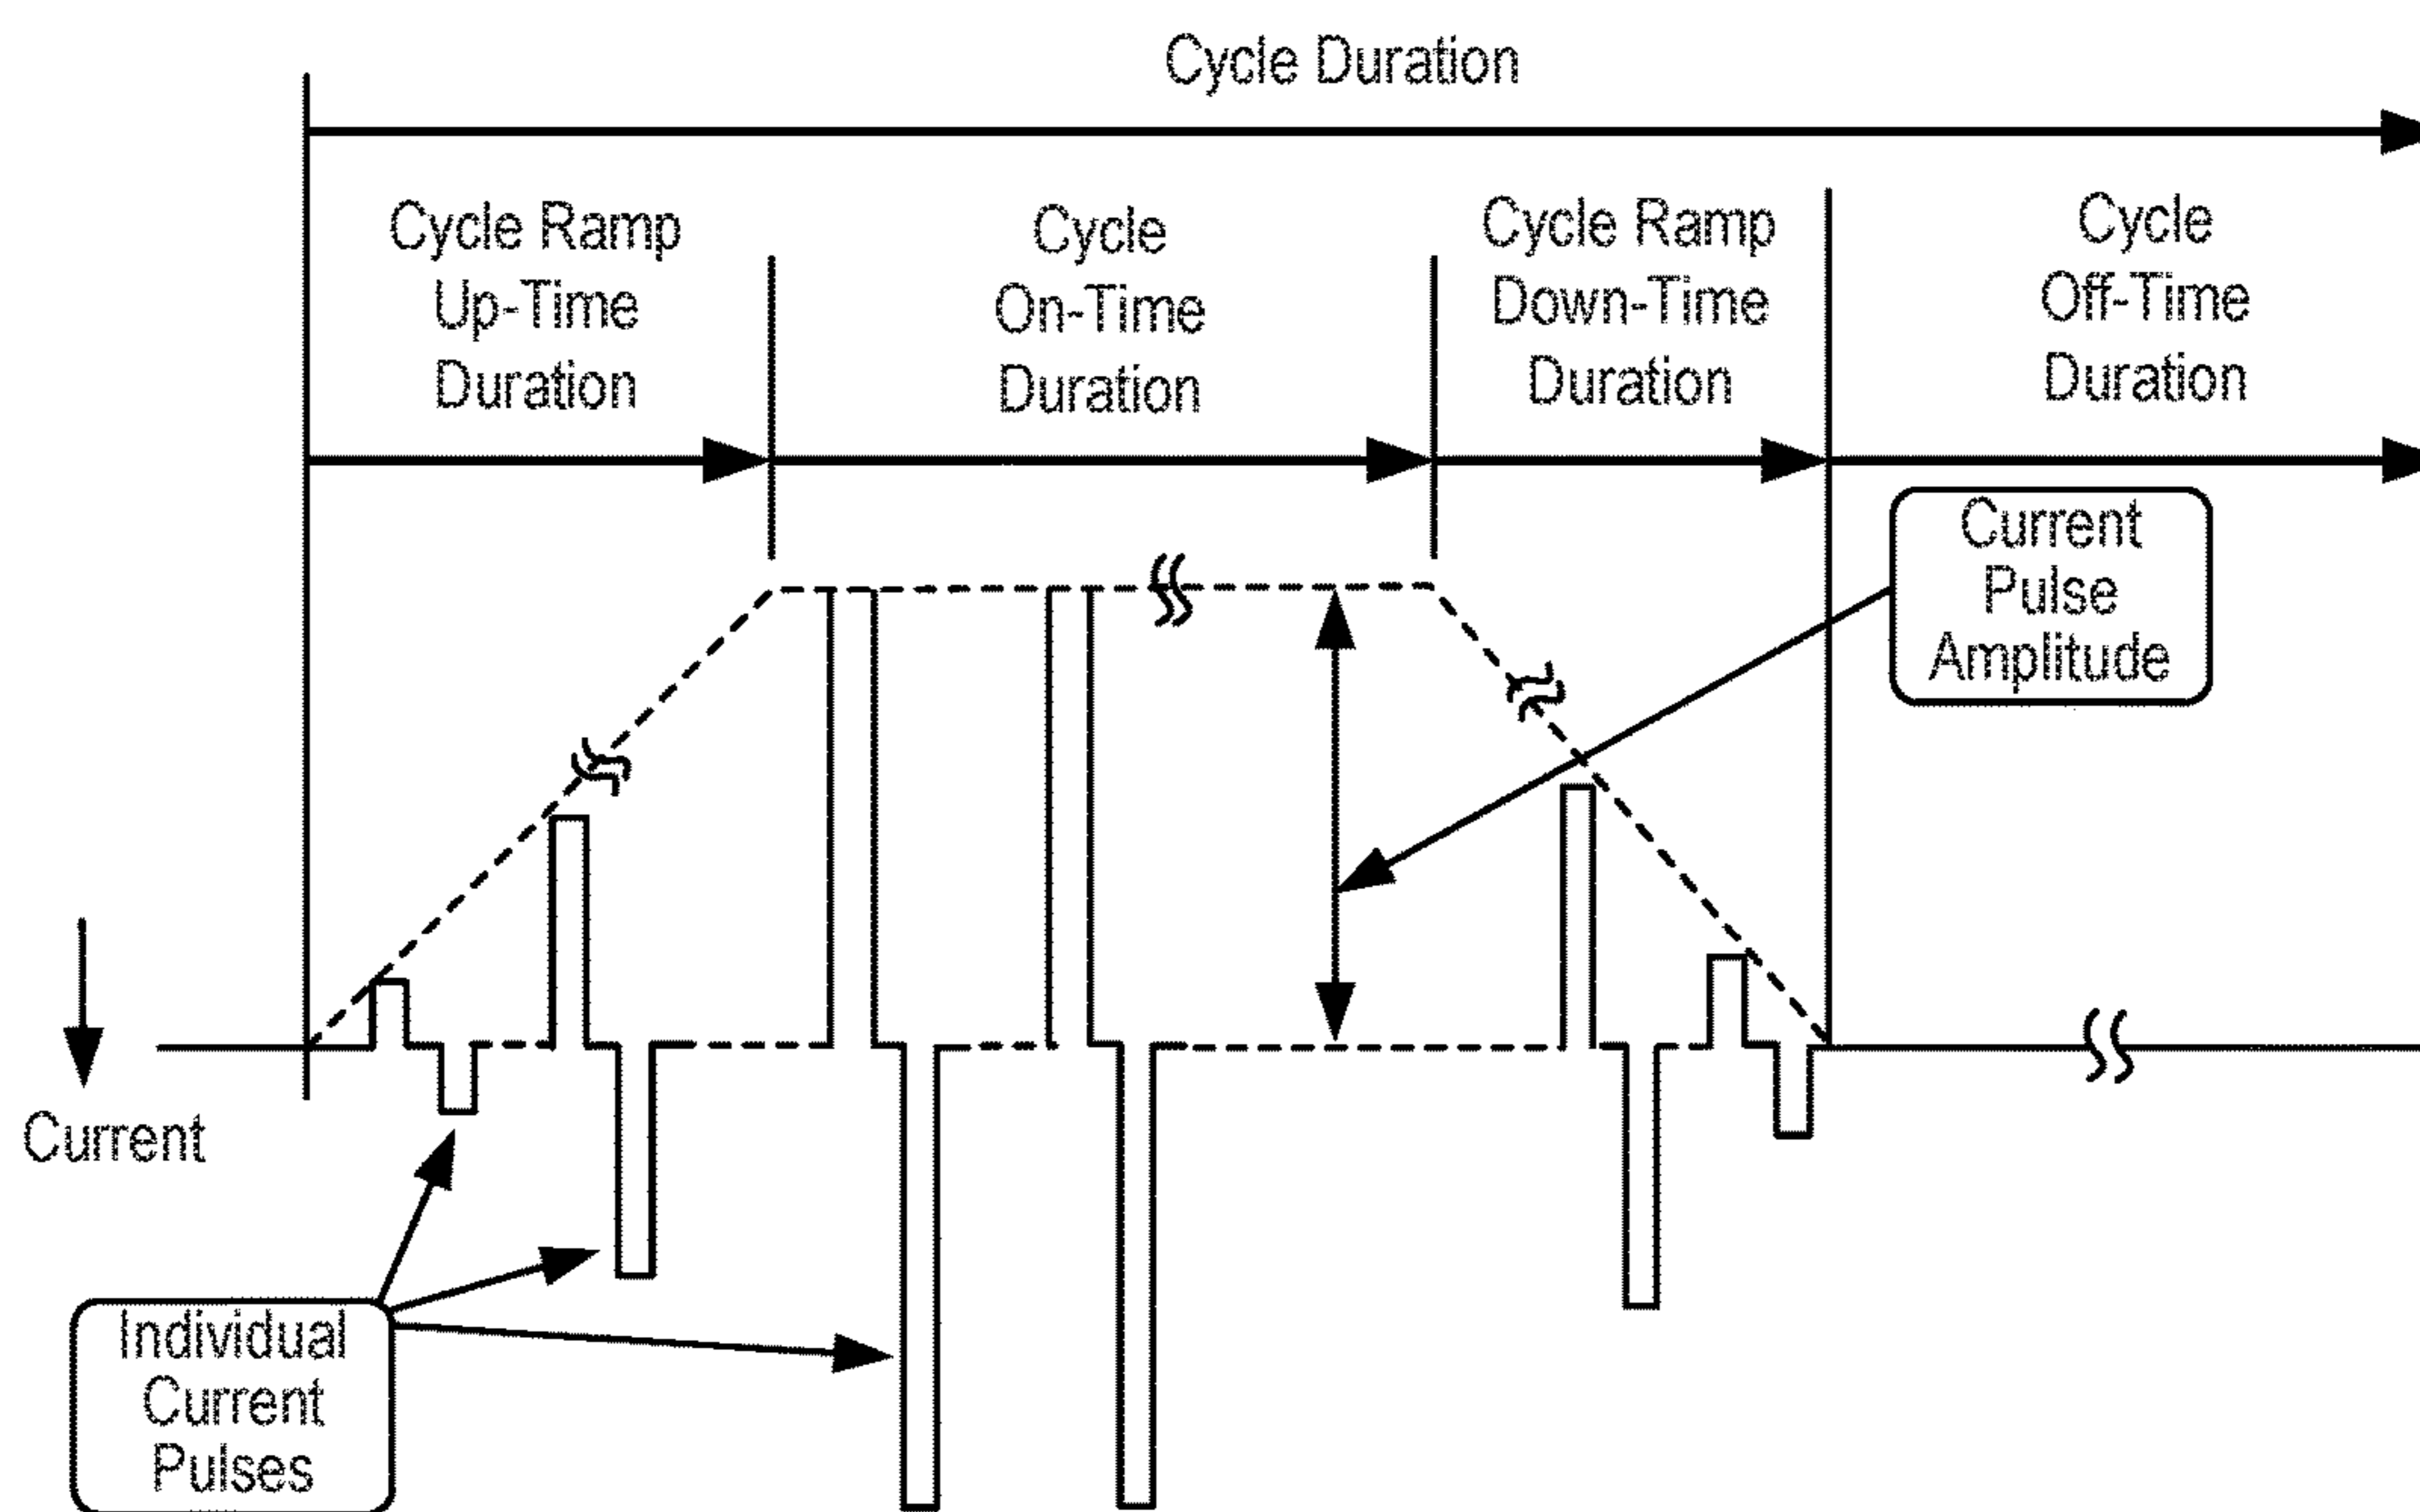 Cycle Duration
Cycle Ramp
Up-Time
Duration
Cycle
On-Time
Duration
Cycle Ramp
Down-Time
Duration
Cycle
Off-Time
Duration
Current
Pulse
Amplitude
Current
Individual
Current
Pulses